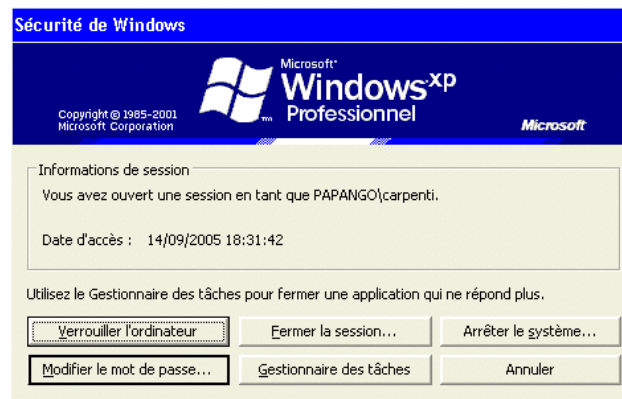 Sécurité de Windows
Microsoft®
Windows xp
Professionnel
Copyright © 1985-2001
Microsoft Corporation
Microsoft
Informations de session
Vous avez ouvert une session en tant que PAPANGO\carpenti.
Date d'accès : 14/09/2005 18:31:42
Utilisez le Gestionnaire des tâches pour fermer une application qui ne répond plus.
Verrouiller l'ordinateur Fermer la session... Arrêter le système...
Modifier le mot de passe... Gestionnaire des tâches Annuler